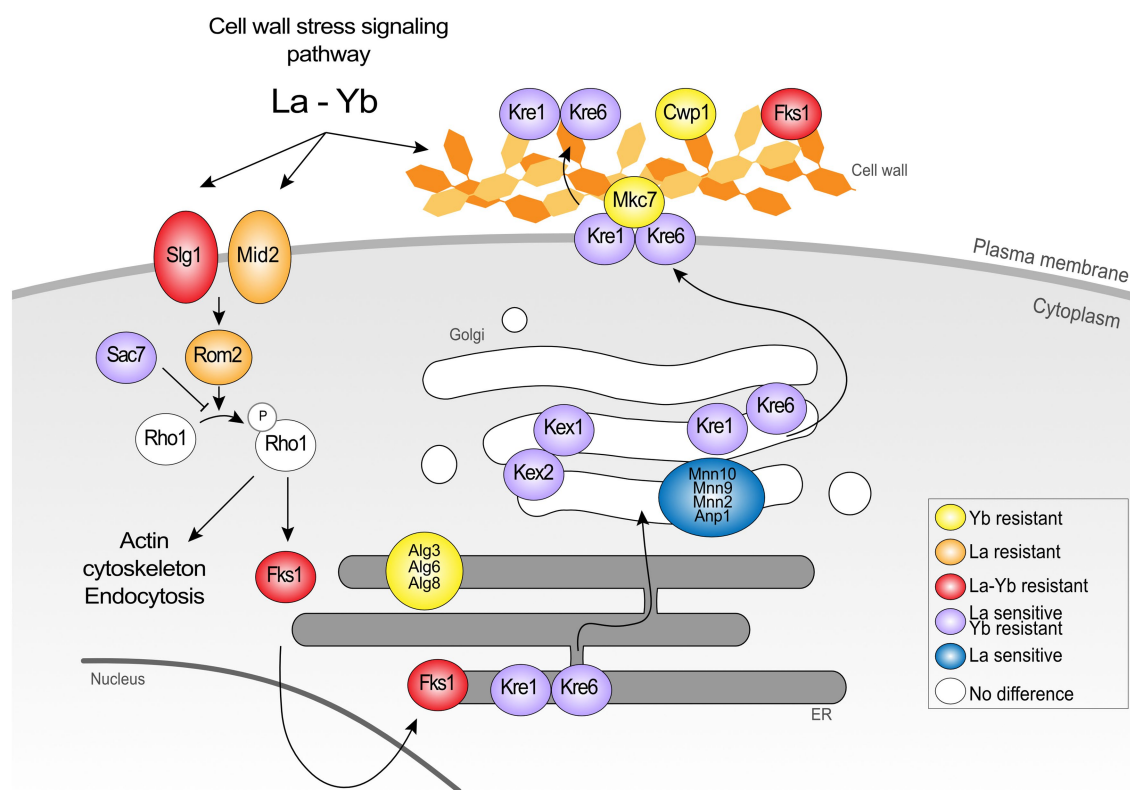 Cell wall stress signaling
pathway
La - Yb
Kre1
Kre6
Cwp1
Fks1
Cell wall
Mkc7
Kre1
Kre6
Slg1
Mid2
Plasma membrane
Cytoplasm
Golgi
Sac7
Rom2
Rho1
P
Rho1
Kex1
Kex2
Kre1
Kre6
Mnn10
Mnn9
Mnn2
Anp1
Actin
cytoskeleton
Endocytosis
Fks1
Alg3
Alg6
Alg8
Nucleus
Fks1
Kre1
Kre6
ER
Yb resistant
La resistant
La-Yb resistant
La sensitive
Yb resistant
La sensitive
No difference